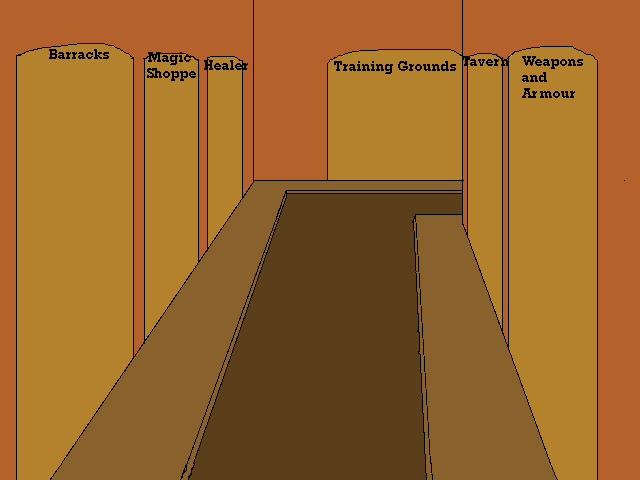 Barracks
Magic
Shoppe
Healer
Training Grounds
Tavern
Weapons
and
Armour